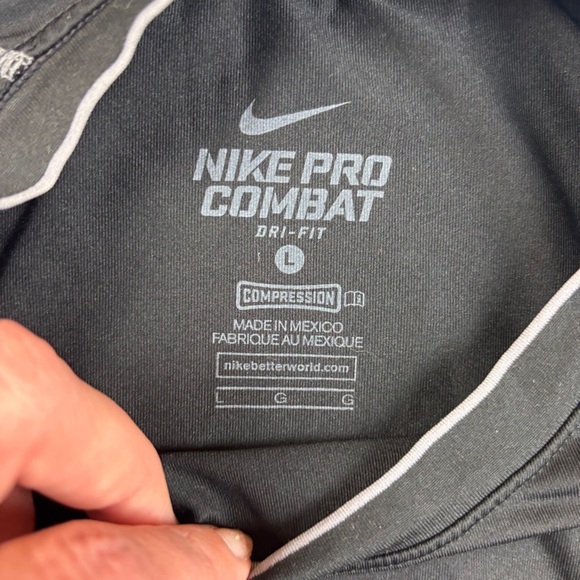 NIKE PRO
COMBAT
DRI-FIT
L
COMPRESSION
MADE IN MEXICO
FABRIQUE AU MEXIQUE
nikebetterworld.com
L G G